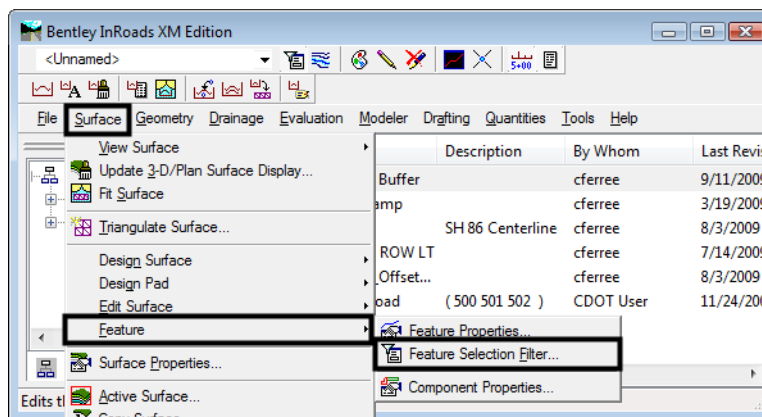 Bentley InRoads XM Edition
<Unnamed>
5+00
File Surface Geometry Drainage Evaluation Modeler Drafting Quantities Tools Help
View Surface
Update 3-D/Plan Surface Display...
Fit Surface
Triangulate Surface...
Design Surface
Design Pad
Edit Surface
Feature
Surface Properties...
Active Surface...
Description By Whom Last Revi
Buffer cferree 9/11/2009
amp cferree 3/19/2009
SH 86 Centerline cferree 8/3/2009
ROW LT cferree 7/14/2009
_Offset... cferree 8/3/2009
oad ( 500 501 502 ) CDOT User 11/24/200
Feature Properties...
Feature Selection Filter...
Component Properties...
Edits th